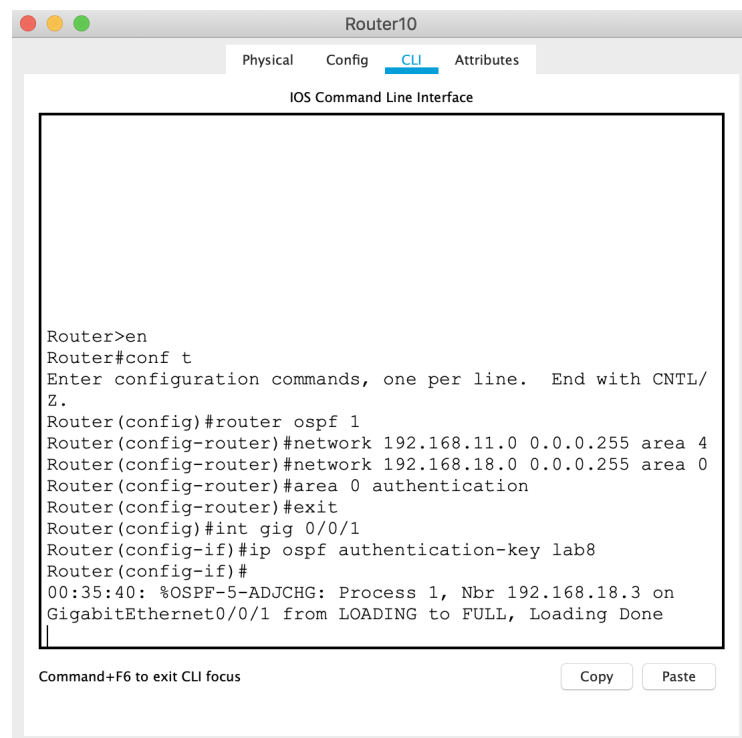 Router10
Physical Config CLI Attributes
IOS Command Line Interface
Router>en
Router#conf t
Enter configuration commands, one per line.  End with CNTL/
Z.
Router(config)#router ospf 1
Router(config-router)#network 192.168.11.0 0.0.0.255 area 4
Router(config-router)#network 192.168.18.0 0.0.0.255 area 0
Router(config-router)#area 0 authentication
Router(config-router)#exit
Router(config)#int gig 0/0/1
Router(config-if)#ip ospf authentication-key lab8
Router(config-if)#
00:35:40: %OSPF-5-ADJCHG: Process 1, Nbr 192.168.18.3 on
GigabitEthernet0/0/1 from LOADING to FULL, Loading Done
Command+F6 to exit CLI focus
Copy Paste